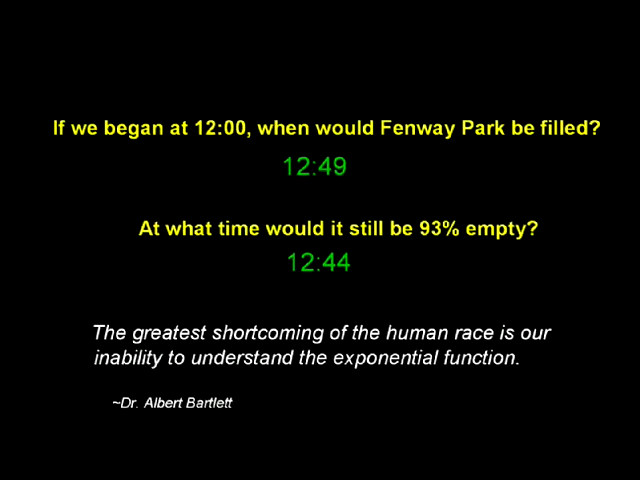 If we began at 12:00, when would Fenway Park be filled?
12:49
At what time would it still be 93% empty?
12:44
The greatest shortcoming of the human race is our
inability to understand the exponential function.
~Dr. Albert Bartlett